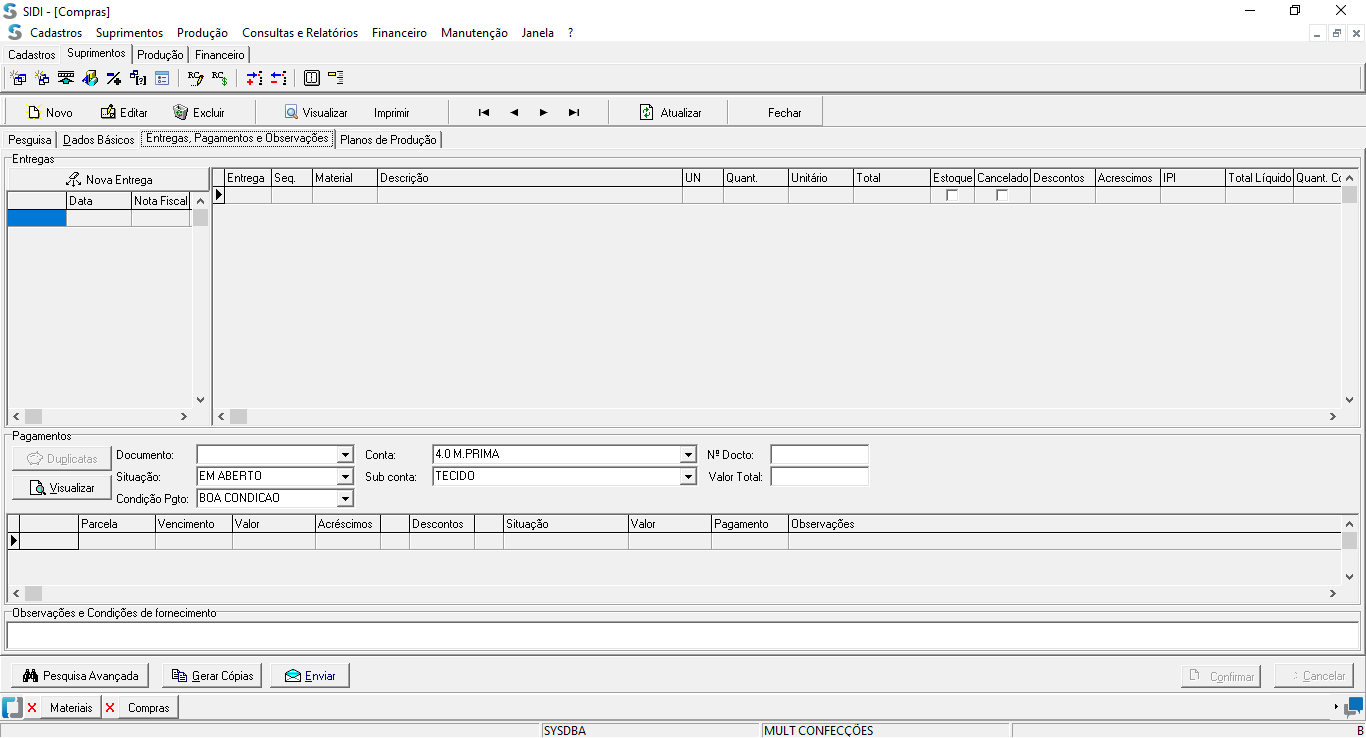 SIDI - [Compras]
Cadastros Suprimentos Produção Consultas e Relatórios Financeiro Manutenção Janela ?
Cadastros Suprimentos Produção Financeiro
Novo Editar Excluir Visualizar Imprimir Atualizar Fechar
Pesquisa Dados Básicos Entregas, Pagamentos e Observações Planos de Produção
Entregas
Nova Entrega
Data Nota Fiscal
Entrega Seq. Material Descrição UN Quant. Unitário Total Estoque Cancelado Descontos Acrescimos IPI Total Líquido Quant. Co
Pagamentos
Duplicatas Documento: Conta: 4.0 M.PRIMA Nº Docto:
Visualizar Situação: EM ABERTO Sub conta: TECIDO Valor Total:
Condição Pgto: BOA CONDICAO
Parcela Vencimento Valor Acréscimos Descontos Situação Valor Pagamento Observações
Observações e Condições de fornecimento
Pesquisa Avançada Gerar Cópias Enviar Confirmar Cancelar
Materiais Compras
SYSDBA MULT CONFECÇÕES B